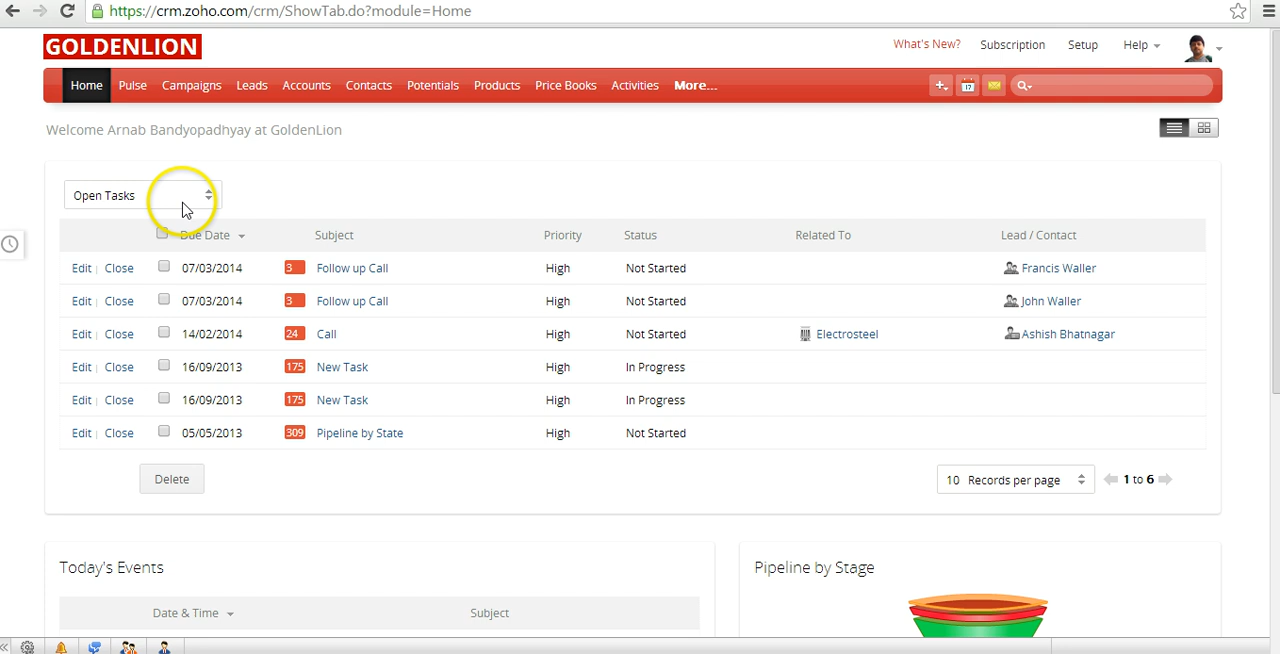 https://crm.zoho.com/crm/ShowTab.do?module=Home
GOLDENLION
What's New? Subscription Setup Help
Home Pulse Campaigns Leads Accounts Contacts Potentials Products Price Books Activities More... 17
Welcome Arnab Bandyopadhyay at GoldenLion
Open Tasks
Due Date Subject Priority Status Related To Lead / Contact
Edit | Close 07/03/2014 3 Follow up Call High Not Started Francis Waller
Edit | Close 07/03/2014 3 Follow up Call High Not Started John Waller
Edit | Close 14/02/2014 24 Call High Not Started Electrosteel Ashish Bhatnagar
Edit | Close 16/09/2013 175 New Task High In Progress
Edit | Close 16/09/2013 175 New Task High In Progress
Edit | Close 05/05/2013 309 Pipeline by State High Not Started
Delete 10 Records per page 1 to 6
Today's Events Pipeline by Stage
Date & Time Subject